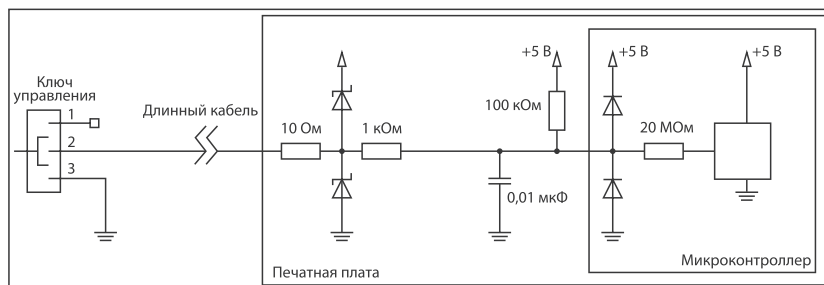 Ключ
управления
1
2
3
Длинный кабель
10 Ом
1 кОм
+5 В
100 кОм
0,01 мкФ
+5 В
+5 В
20 МОм
Микроконтроллер
Печатная плата